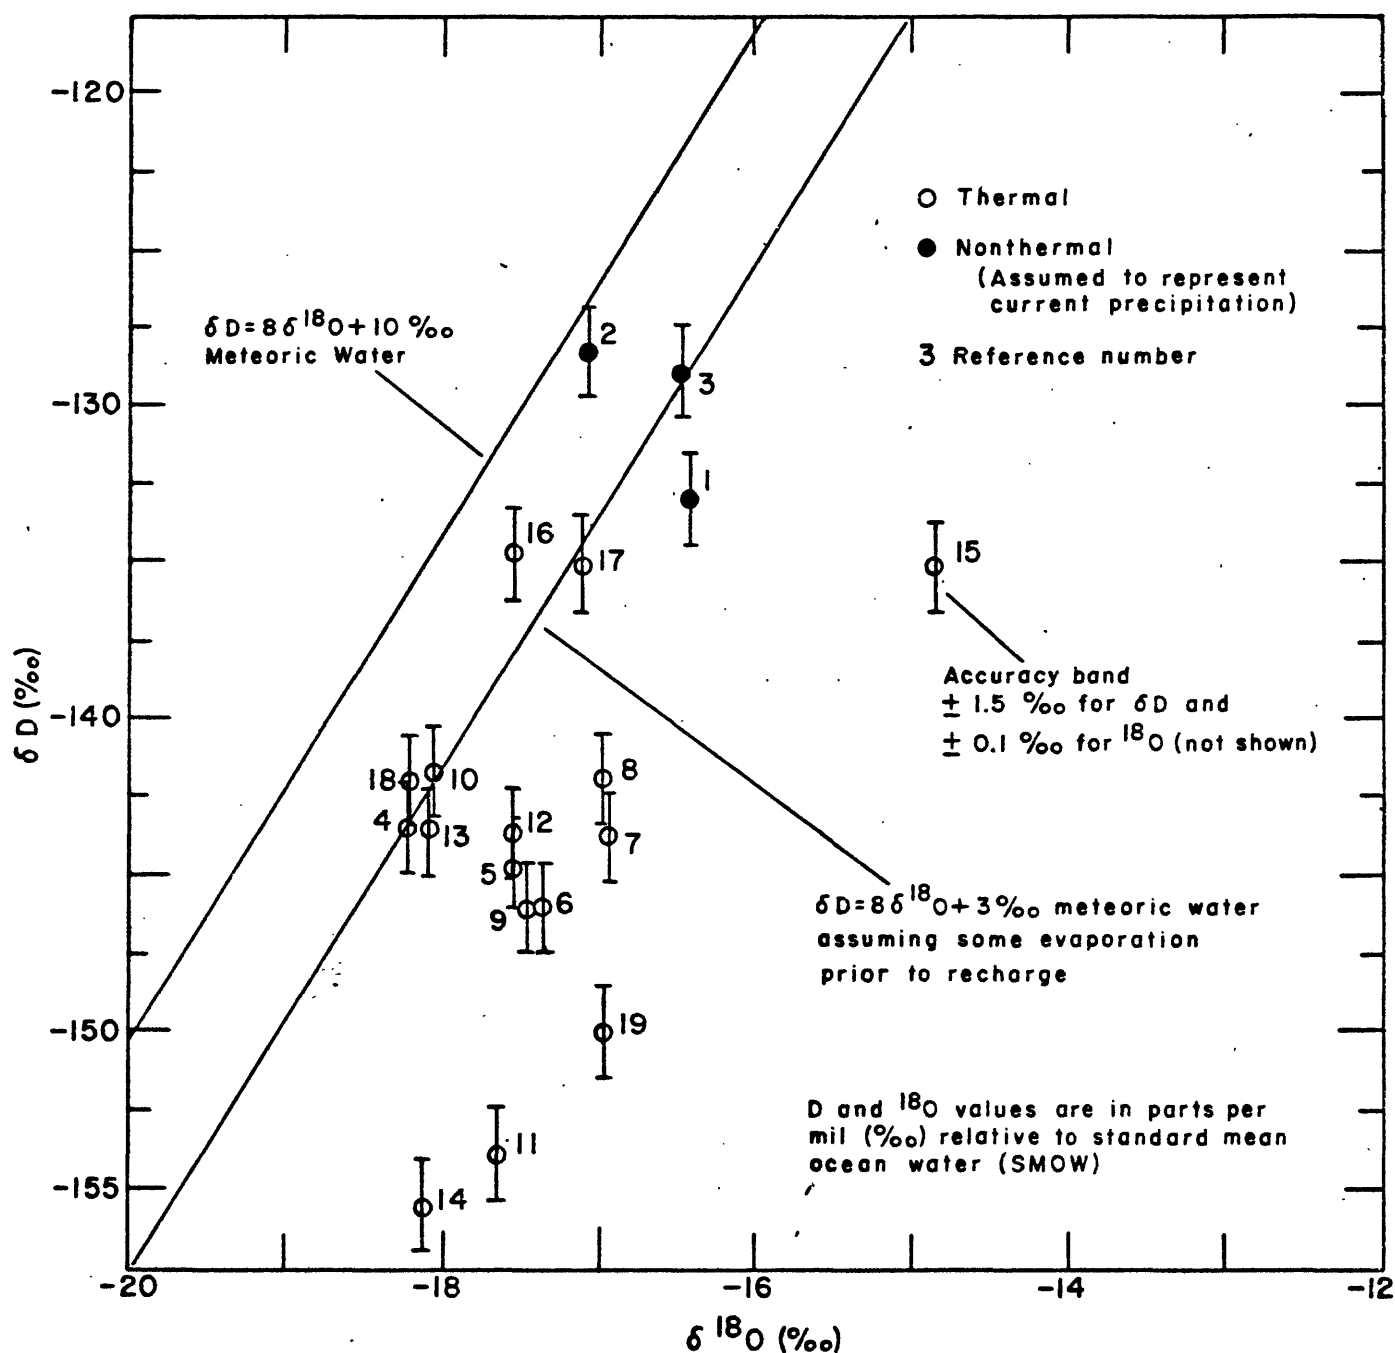 -120
-130
-140
-150
-155
δ D (‰)
-20
-18
-16
-14
-12
δ ¹⁸O (‰)
δ D=8 δ¹⁸O+10 ‰
Meteoric Water
○ Thermal
● Nonthermal
(Assumed to represent
current precipitation)
3 Reference number
2
3
1
16
17
15
Accuracy band
± 1.5 ‰ for δD and
± 0.1 ‰ for ¹⁸O (not shown)
18
10
8
4
13
12
7
5
9
6
δD=8δ¹⁸O+3‰ meteoric water
assuming some evaporation
prior to recharge
19
11
14
D and ¹⁸O values are in parts per
mil (‰) relative to standard mean
ocean water (SMOW)